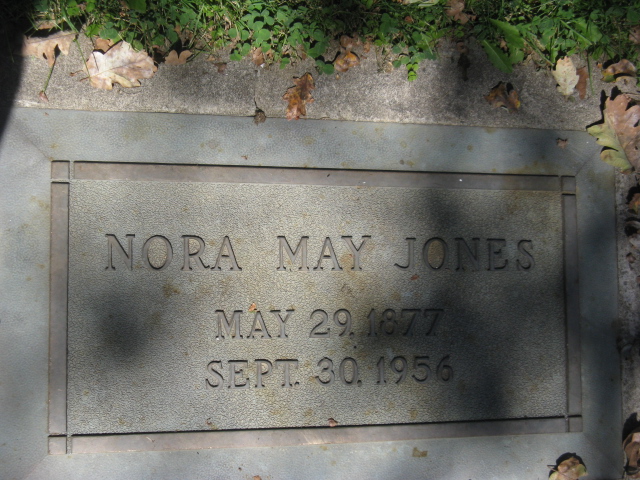 NORA MAY JONES
MAY 29, 1877
SEPT. 30, 1956